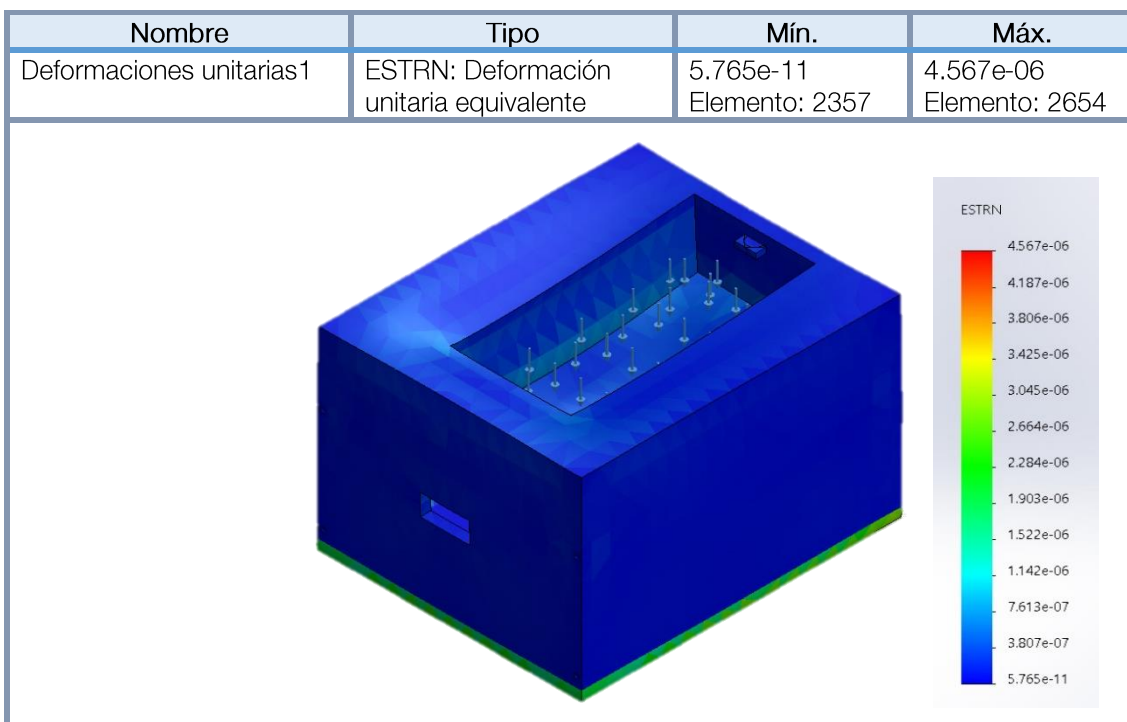 Nombre Tipo Mín. Máx.
Deformaciones unitarias1 ESTRN: Deformación unitaria equivalente 5.765e-11 Elemento: 2357 4.567e-06 Elemento: 2654
ESTRN
4.567e-06
4.187e-06
3.806e-06
3.425e-06
3.045e-06
2.664e-06
2.284e-06
1.903e-06
1.522e-06
1.142e-06
7.613e-07
3.807e-07
5.765e-11